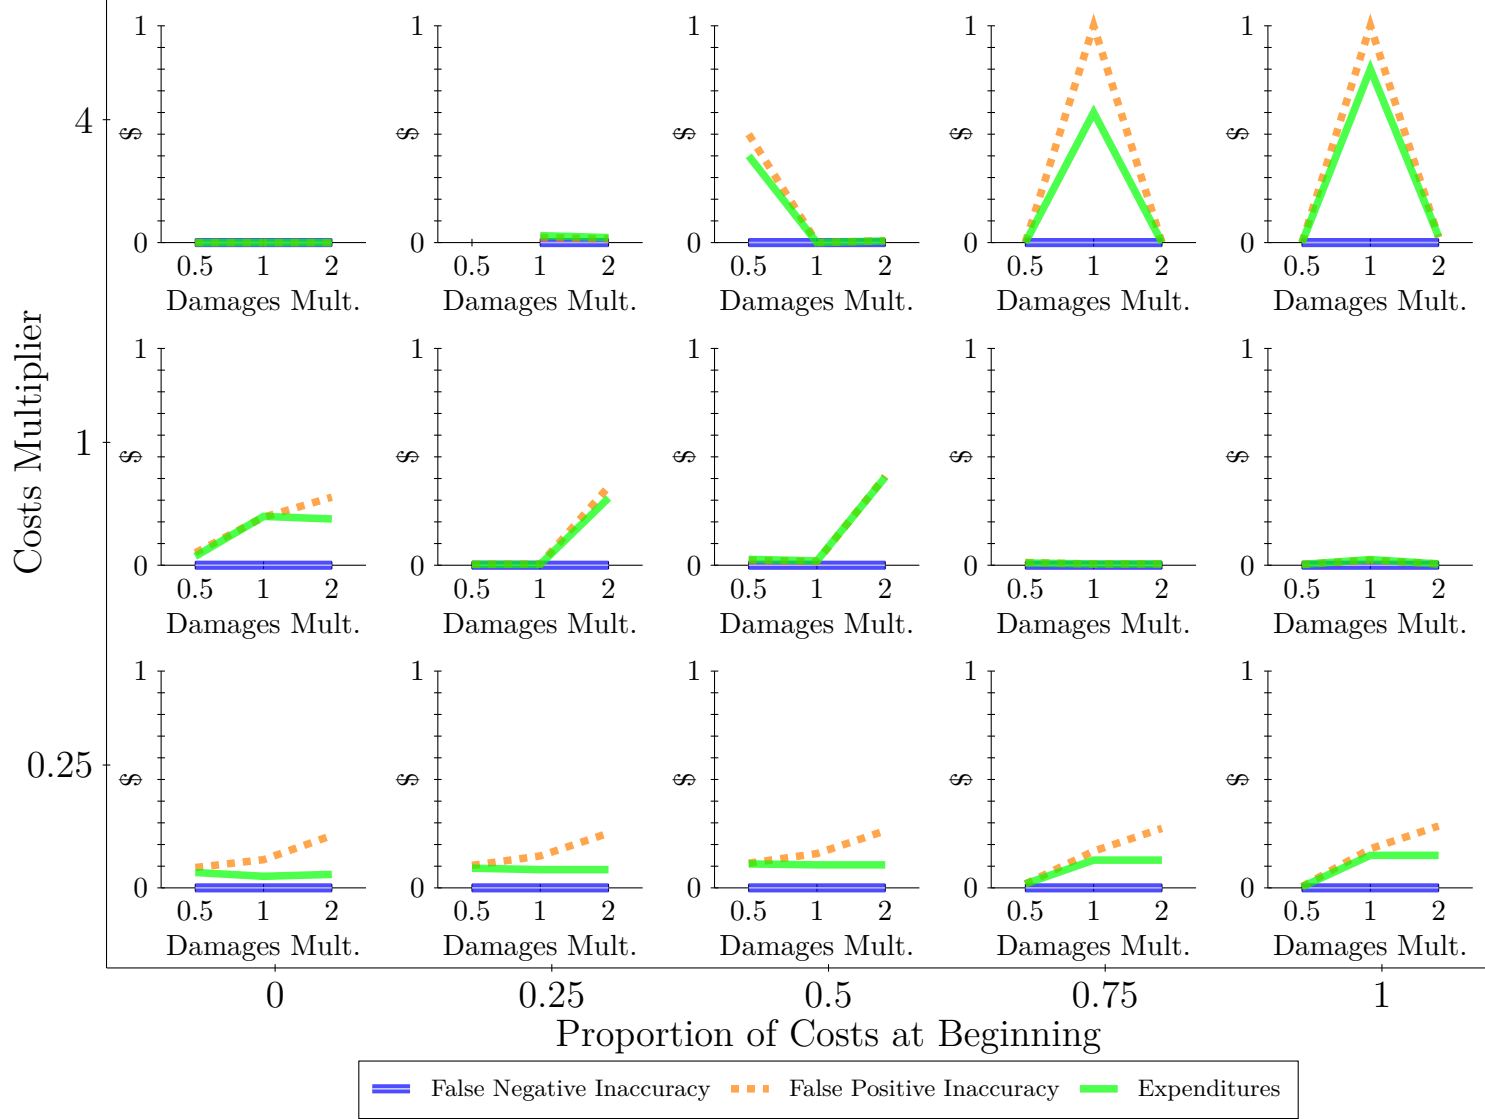 1 1 1 1 1
$ $ $ $ $
4
0 0 0 0 0
0.5 1 2 0.5 1 2 0.5 1 2 0.5 1 2 0.5 1 2
Damages Mult. Damages Mult. Damages Mult. Damages Mult. Damages Mult.
Costs Multiplier
1 1 1 1 1
1
$ $ $ $ $
0 0 0 0 0
0.5 1 2 0.5 1 2 0.5 1 2 0.5 1 2 0.5 1 2
Damages Mult. Damages Mult. Damages Mult. Damages Mult. Damages Mult.
1 1 1 1 1
0.25
$ $ $ $ $
0 0 0 0 0
0.5 1 2 0.5 1 2 0.5 1 2 0.5 1 2 0.5 1 2
Damages Mult. Damages Mult. Damages Mult. Damages Mult. Damages Mult.
0 0.25 0.5 0.75 1
Proportion of Costs at Beginning
False Negative Inaccuracy False Positive Inaccuracy Expenditures